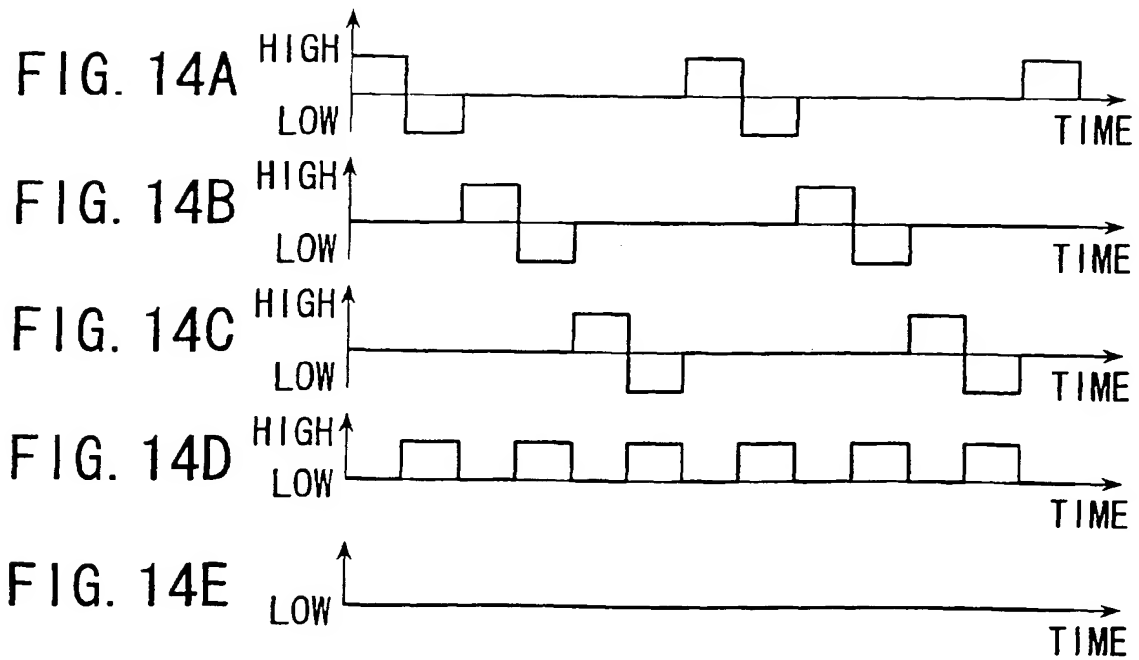 HIGH
FIG. 14A
LOW
TIME
HIGH
FIG. 14B
LOW
TIME
HIGH
FIG. 14C
LOW
TIME
HIGH
FIG. 14D
LOW
TIME
FIG. 14E
LOW
TIME